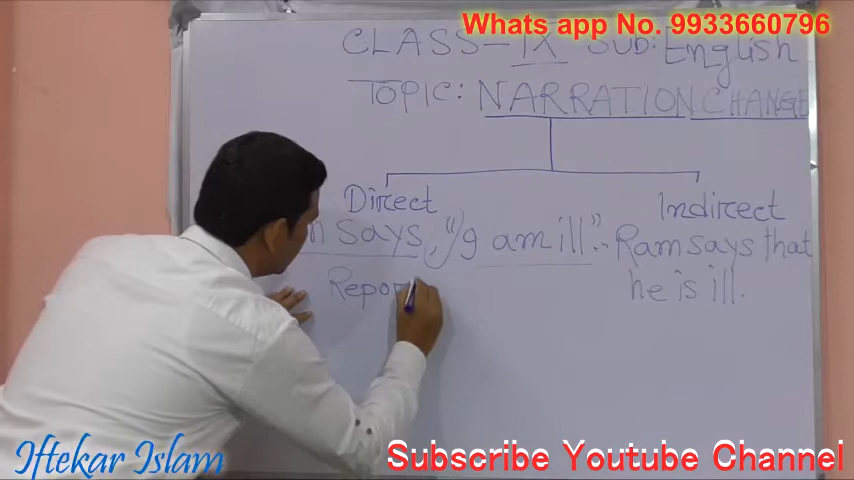 Whats app No. 9933660796
CLASS-IX SUB: English
TOPIC: NARRATION CHANGE
Direct Indirect
says, "I am ill". Ram says that
he is ill.
Iftekar Islam
Subscribe Youtube Channel